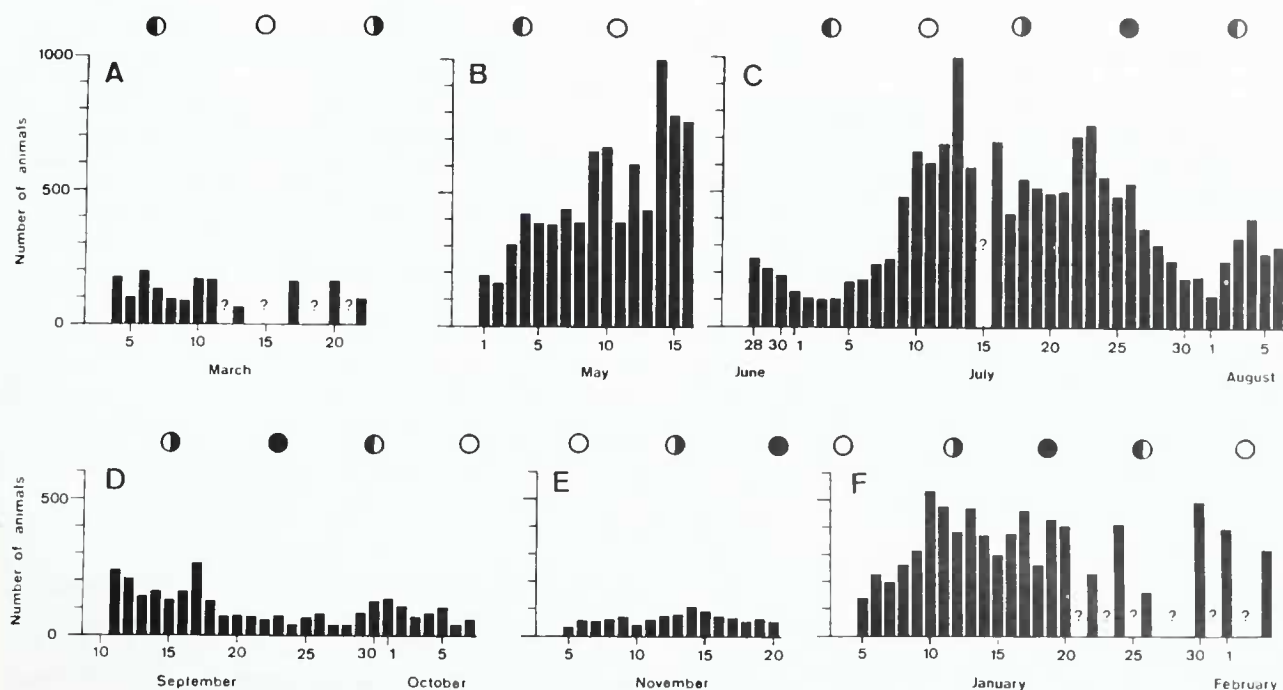 A B C
1000
500
0
Number of animals
? ? ? ?
?
5 10 15 20
1 5 10 15
28 30 1 5 10 15 20 25 30 1 5
March
May
June July August
D E F
500
0
Number of animals
? ? ? ? ? ?
10 15 20 25 30 1 5
5 10 15 20
5 10 15 20 25 30 1
September October
November
January February